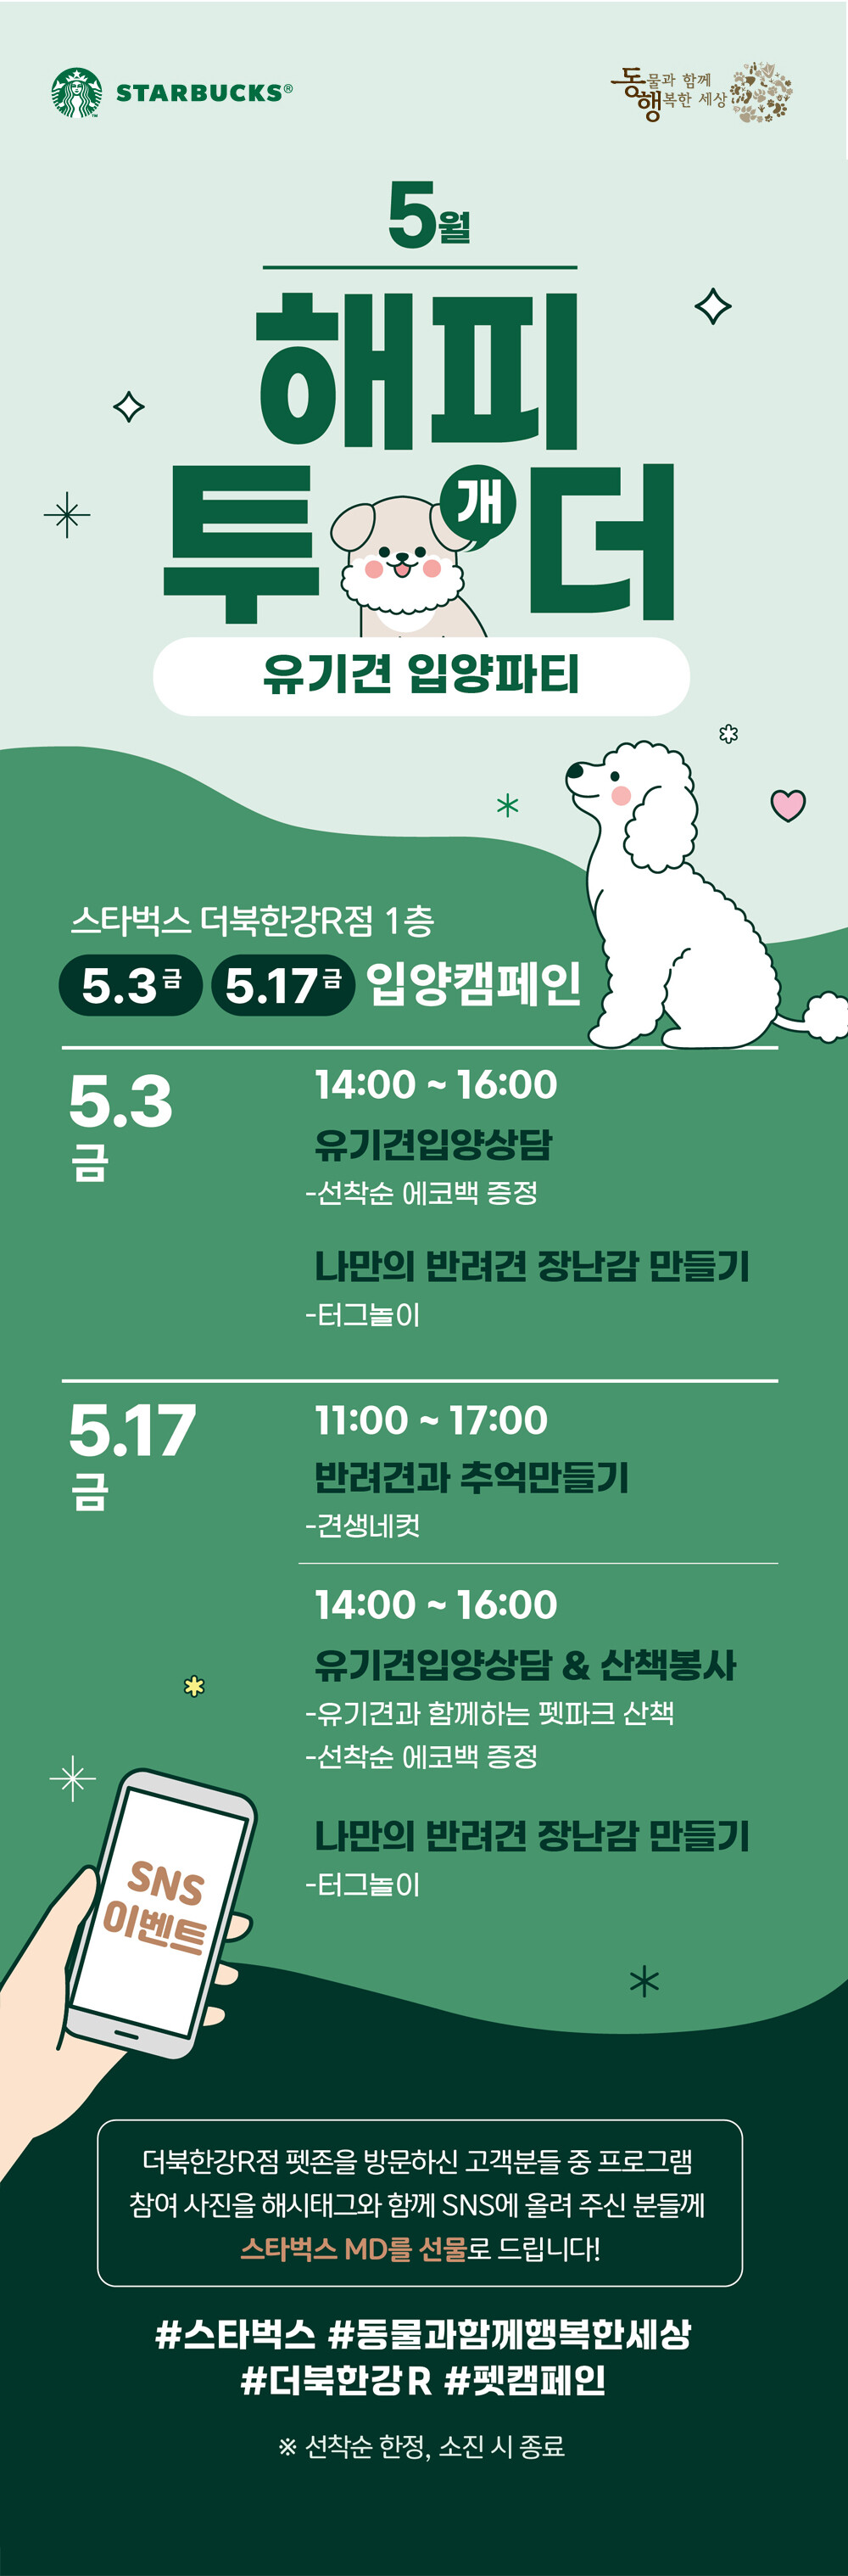 STARBUCKS®
동물과 함께
행복한 세상
5월
해피
투개더
유기견 입양파티
스타벅스 더북한강R점 1층
5.3금 5.17금 입양캠페인
5.3
금
14:00 ~ 16:00
유기견입양상담
-선착순 에코백 증정
나만의 반려견 장난감 만들기
-터그놀이
5.17
금
11:00 ~ 17:00
반려견과 추억만들기
-견생네컷
14:00 ~ 16:00
유기견입양상담 & 산책봉사
-유기견과 함께하는 펫파크 산책
-선착순 에코백 증정
나만의 반려견 장난감 만들기
-터그놀이
SNS
이벤트
더북한강R점 펫존을 방문하신 고객분들 중 프로그램
참여 사진을 해시태그와 함께 SNS에 올려 주신 분들께
스타벅스 MD를 선물로 드립니다!
#스타벅스 #동물과함께행복한세상
#더북한강R #펫캠페인
※ 선착순 한정, 소진 시 종료